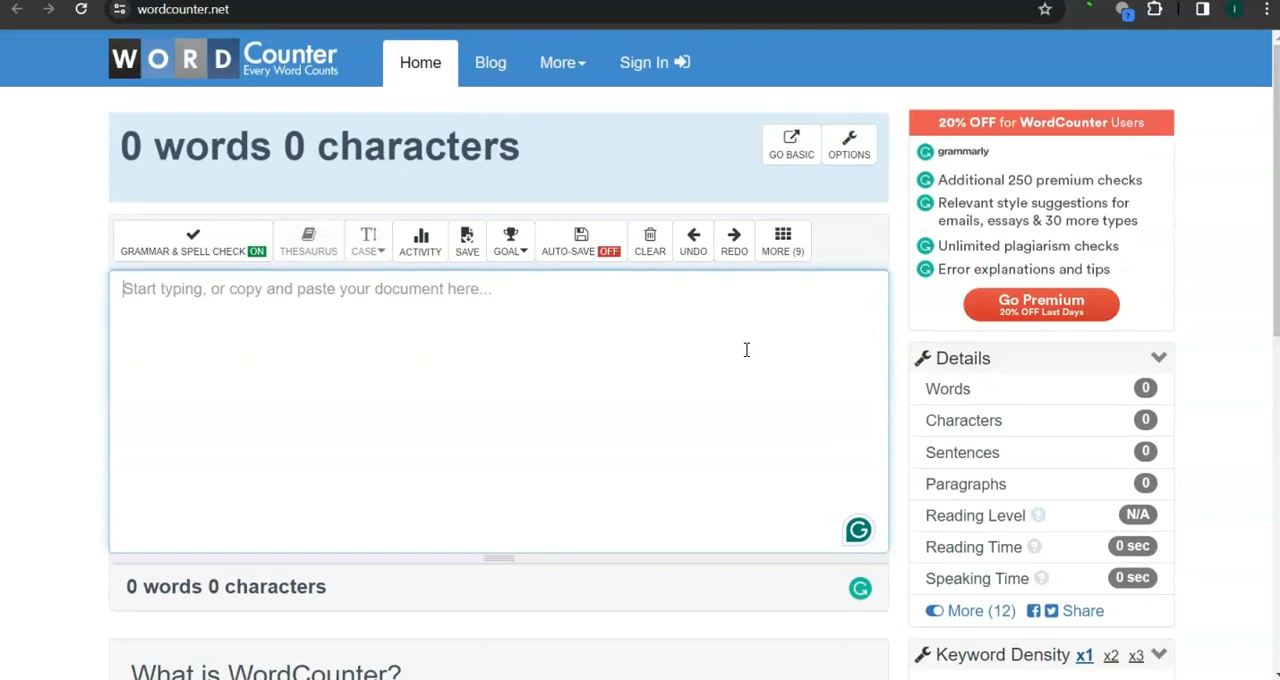 wordcounter.net
WORD Counter
Every Word Counts
Home
Blog
More
Sign In
0 words 0 characters
GO BASIC
OPTIONS
GRAMMAR & SPELL CHECK ON
THESAURUS
CASE
ACTIVITY
SAVE
GOAL
AUTO-SAVE OFF
CLEAR
UNDO
REDO
MORE (9)
Start typing, or copy and paste your document here...
0 words 0 characters
What is WordCounter?
20% OFF for WordCounter Users
grammarly
Additional 250 premium checks
Relevant style suggestions for
emails, essays & 30 more types
Unlimited plagiarism checks
Error explanations and tips
Go Premium
20% OFF Last Days
Details
Words 0
Characters 0
Sentences 0
Paragraphs 0
Reading Level N/A
Reading Time 0 sec
Speaking Time 0 sec
More (12) Share
Keyword Density x1 x2 x3